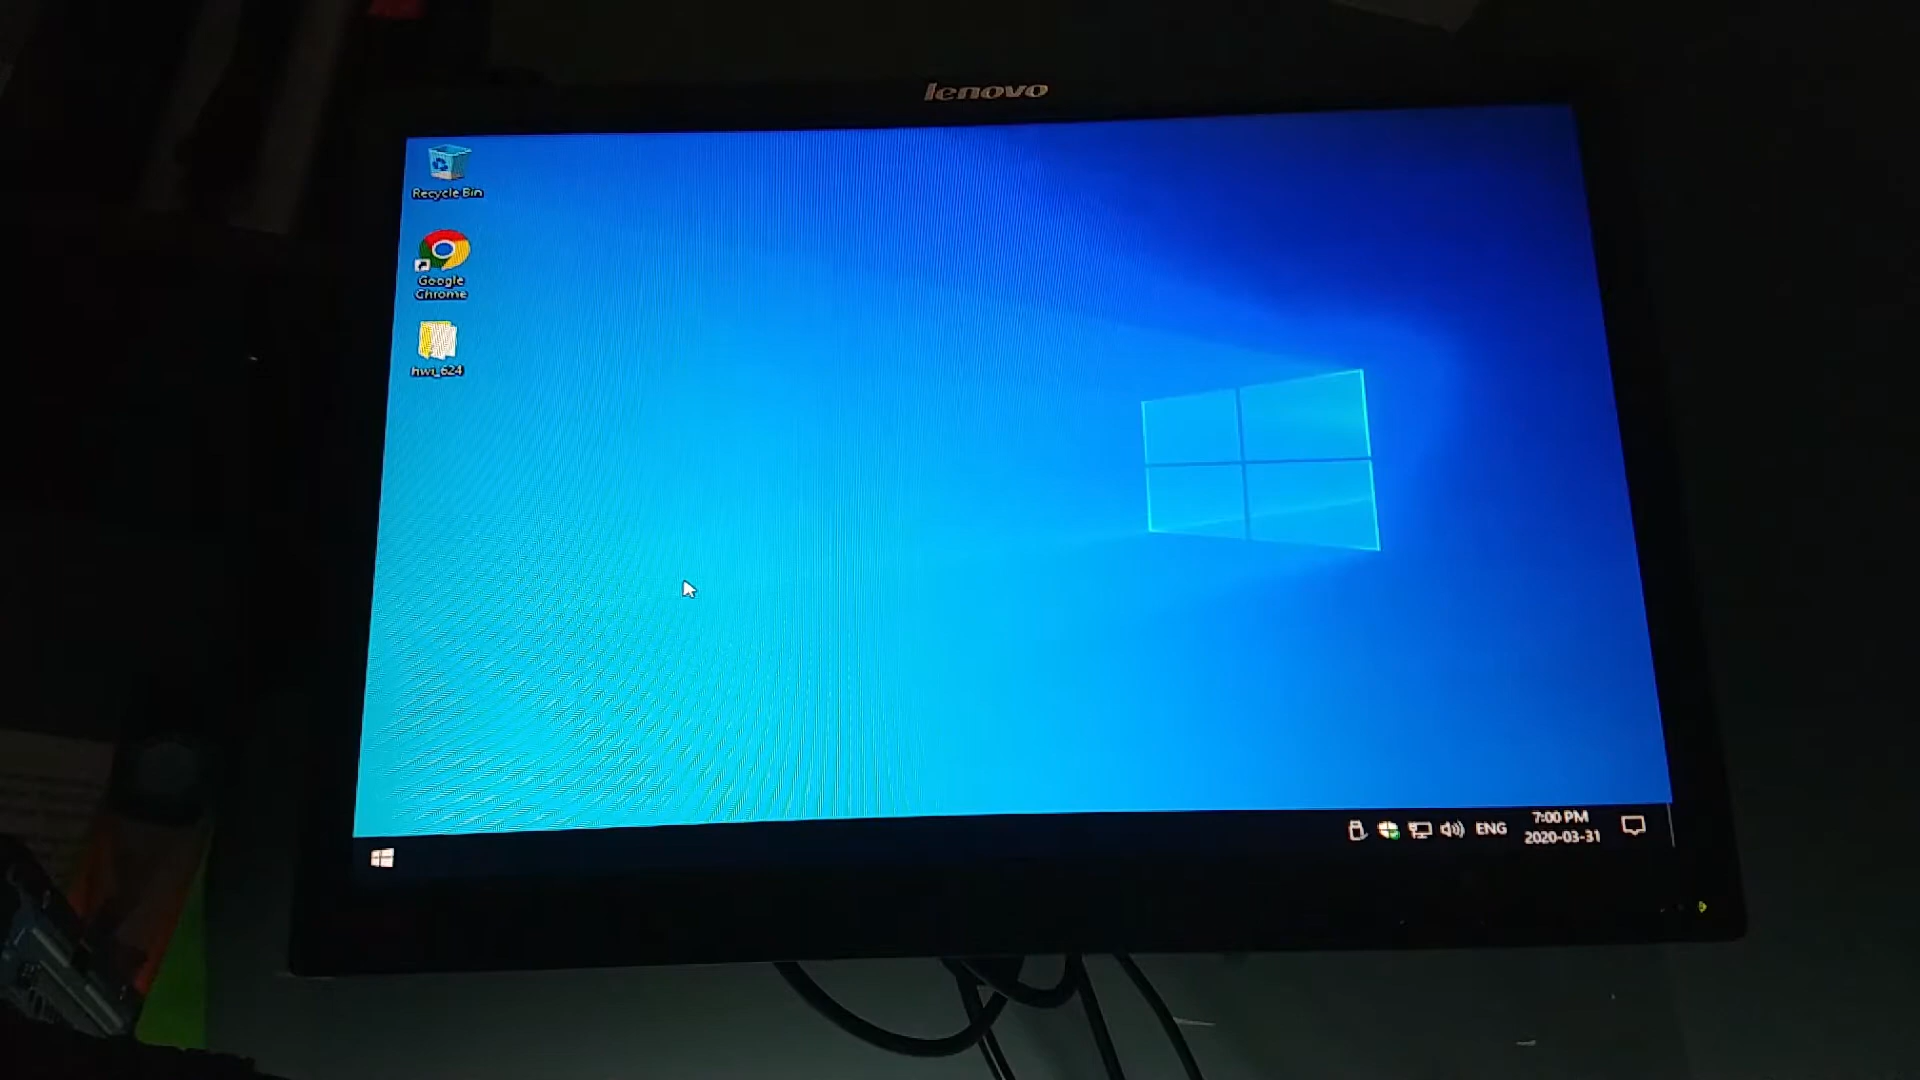 lenovo
Recycle Bin
Google
Chrome
hwi_624
ENG
7:00 PM
2020-03-31